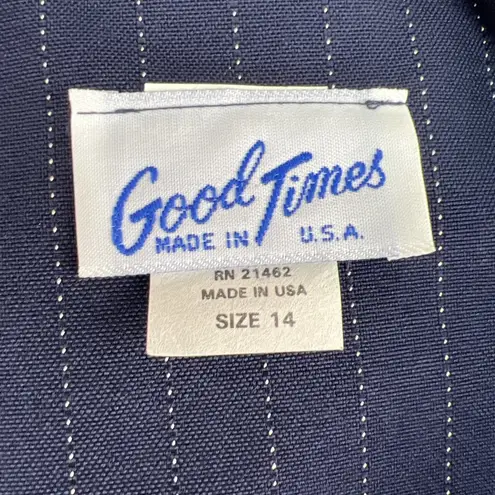 Good Times
MADE IN U.S.A.
RN 21462
MADE IN USA
SIZE 14